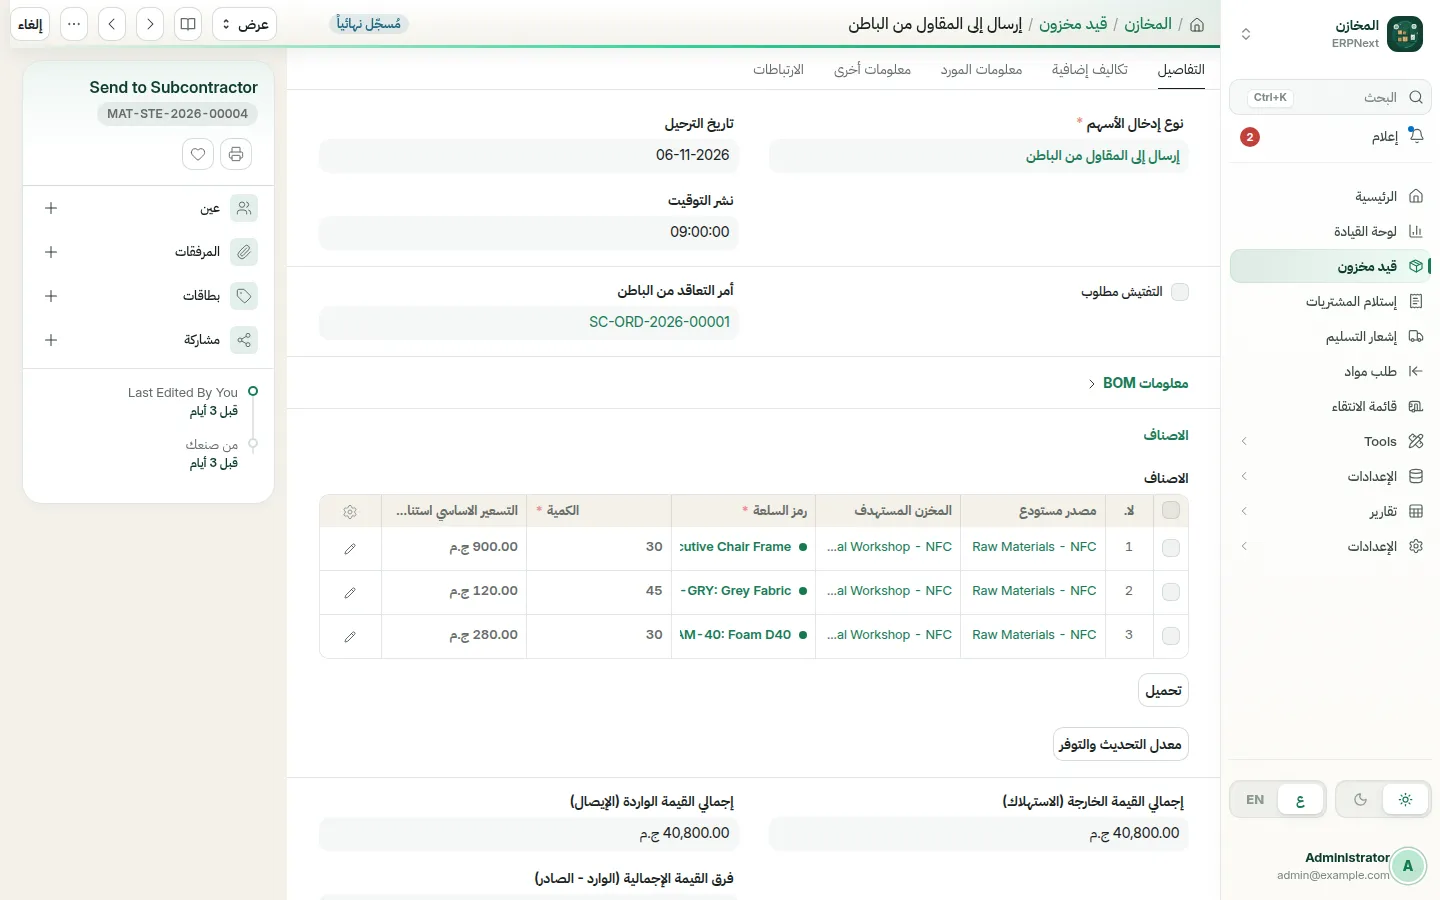 المخازن
ERPNext
البحث
Ctrl+K
إعلام
2
الرئيسية
لوحة القيادة
قيد مخزون
إستلام المشتريات
إشعار التسليم
طلب مواد
قائمة الانتقاء
Tools
الإعدادات
تقارير
الإعدادات
EN
ع
Administrator
admin@example.com
A
المخازن / قيد مخزون / إرسال إلى المقاول من الباطن
مُسجّل نهائياً
عرض
إلغاء
التفاصيل
تكاليف إضافية
معلومات المورد
معلومات أخرى
الارتباطات
نوع إدخال الأسهم *
إرسال إلى المقاول من الباطن
تاريخ الترحيل
06-11-2026
نشر التوقيت
09:00:00
التفتيش مطلوب
أمر التعاقد من الباطن
SC-ORD-2026-00001
معلومات BOM
الاصناف
الاصناف
لا. مصدر مستودع المخزن المستهدف رمز السلعة * الكمية * التسعير الاساسي استنا...
1 Raw Materials - NFC ...al Workshop - NFC cutive Chair Frame 30 900.00 ج.م
2 Raw Materials - NFC ...al Workshop - NFC -GRY: Grey Fabric 45 120.00 ج.م
3 Raw Materials - NFC ...al Workshop - NFC AM-40: Foam D40 30 280.00 ج.م
تحميل
معدل التحديث والتوفر
إجمالي القيمة الخارجة (الاستهلاك)
40,800.00 ج.م
إجمالي القيمة الواردة (الإيصال)
40,800.00 ج.م
فرق القيمة الإجمالية (الوارد - الصادر)
Send to Subcontractor
MAT-STE-2026-00004
عين
المرفقات
بطاقات
مشاركة
Last Edited By You
قبل 3 أيام
من صنعك
قبل 3 أيام